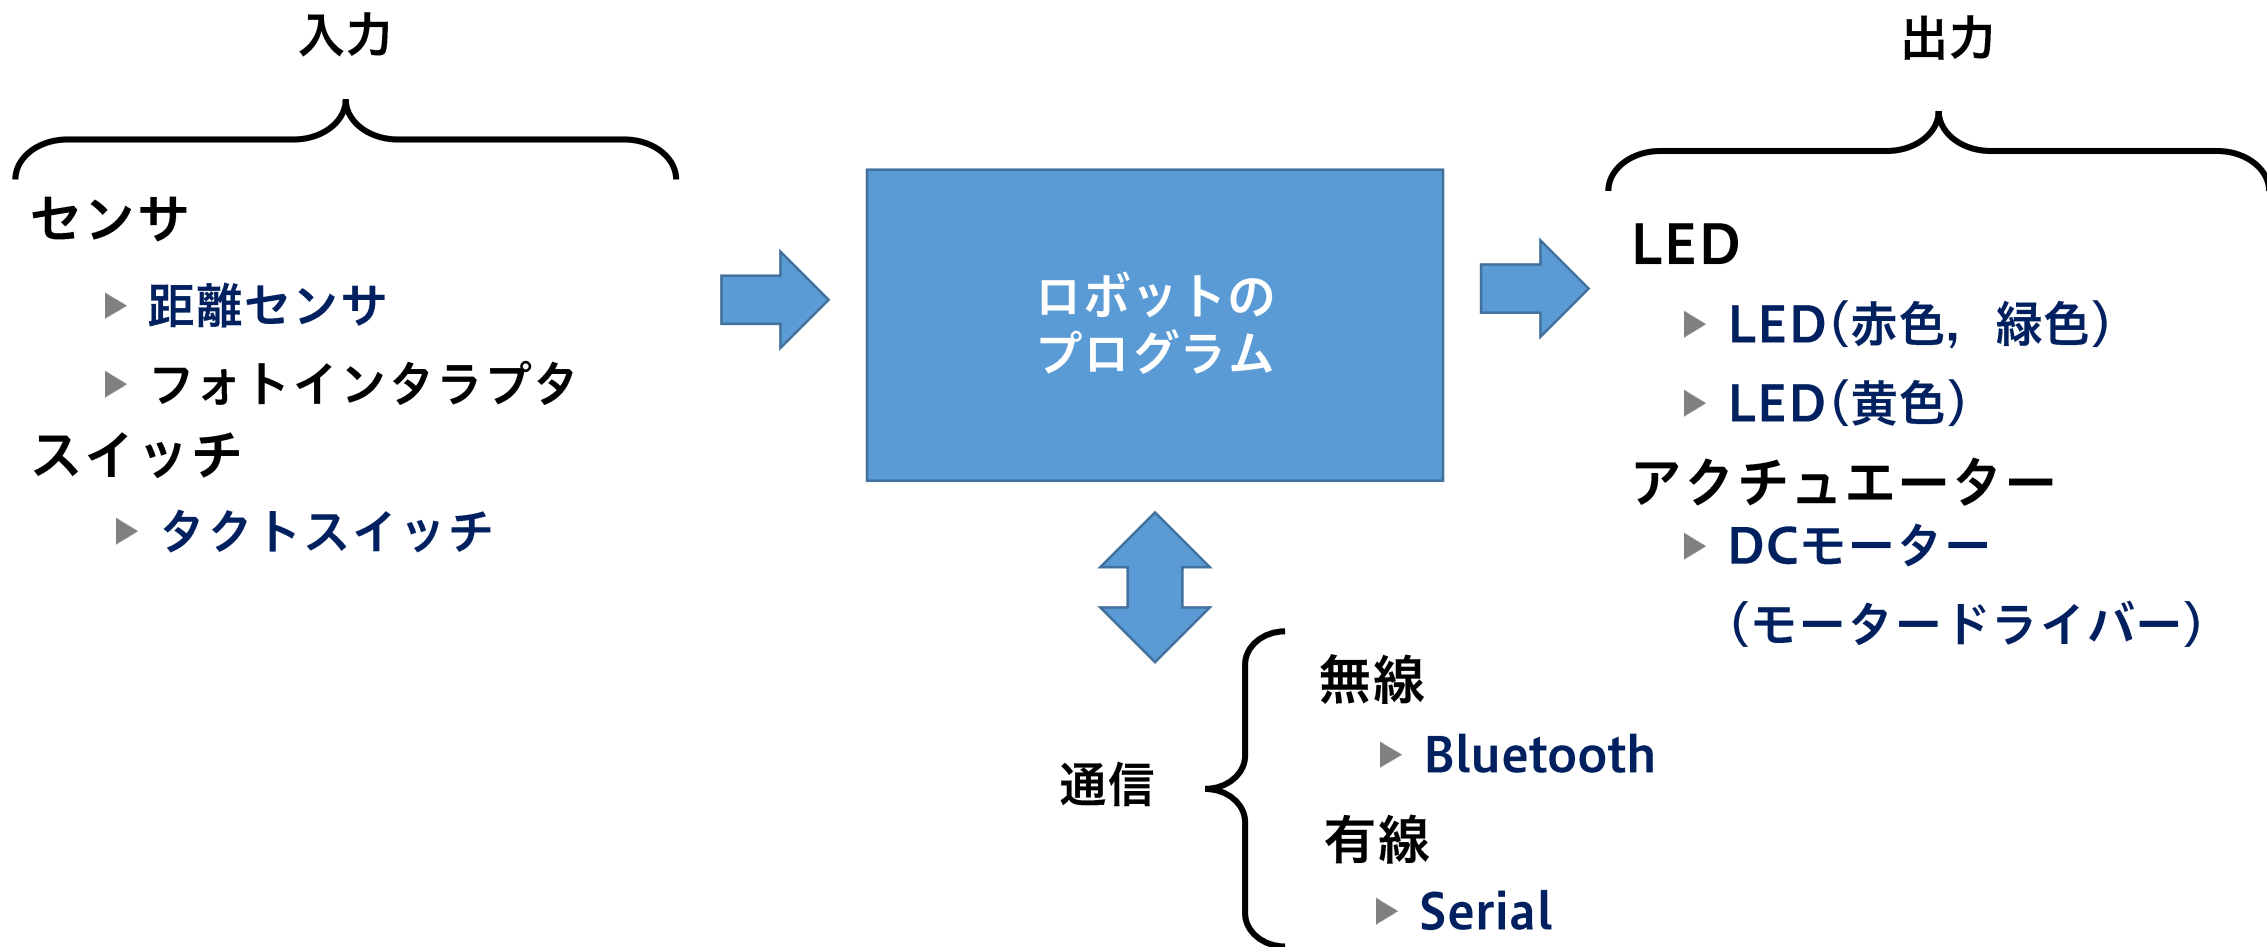 入力
センサ
距離センサ
フォトインタラプタ
スイッチ
タクトスイッチ
ロボットの
プログラム
出力
LED
LED(赤色，緑色)
LED(黄色)
アクチュエーター
DCモーター
(モータードライバー)
通信
無線
Bluetooth
有線
Serial